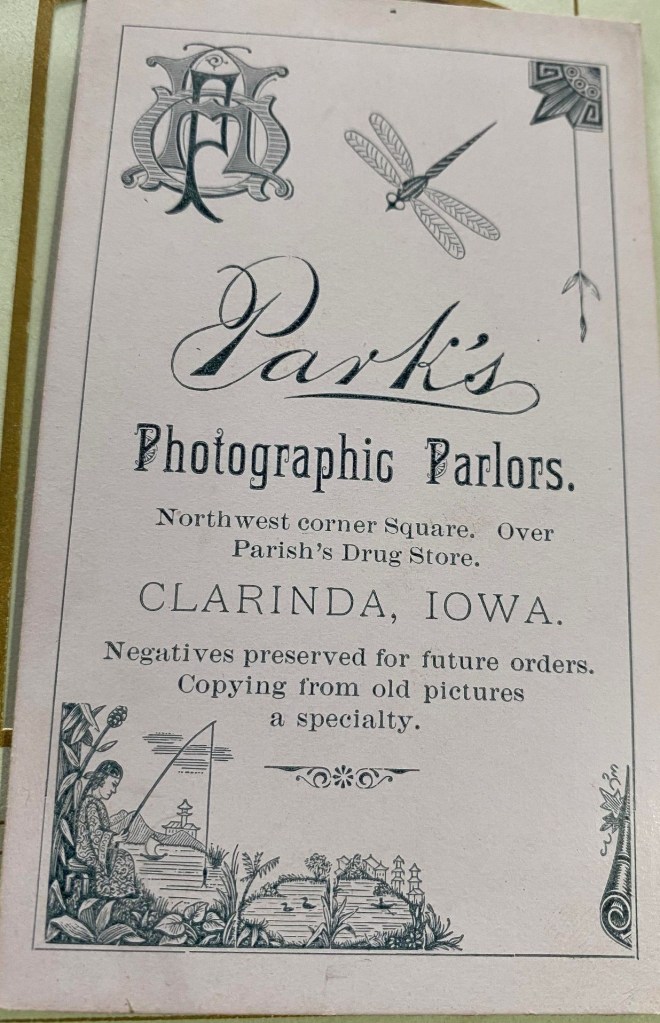 Park's
Photographic Parlors.
Northwest corner Square. Over
Parish's Drug Store.
CLARINDA, IOWA.
Negatives preserved for future orders.
Copying from old pictures
a specialty.